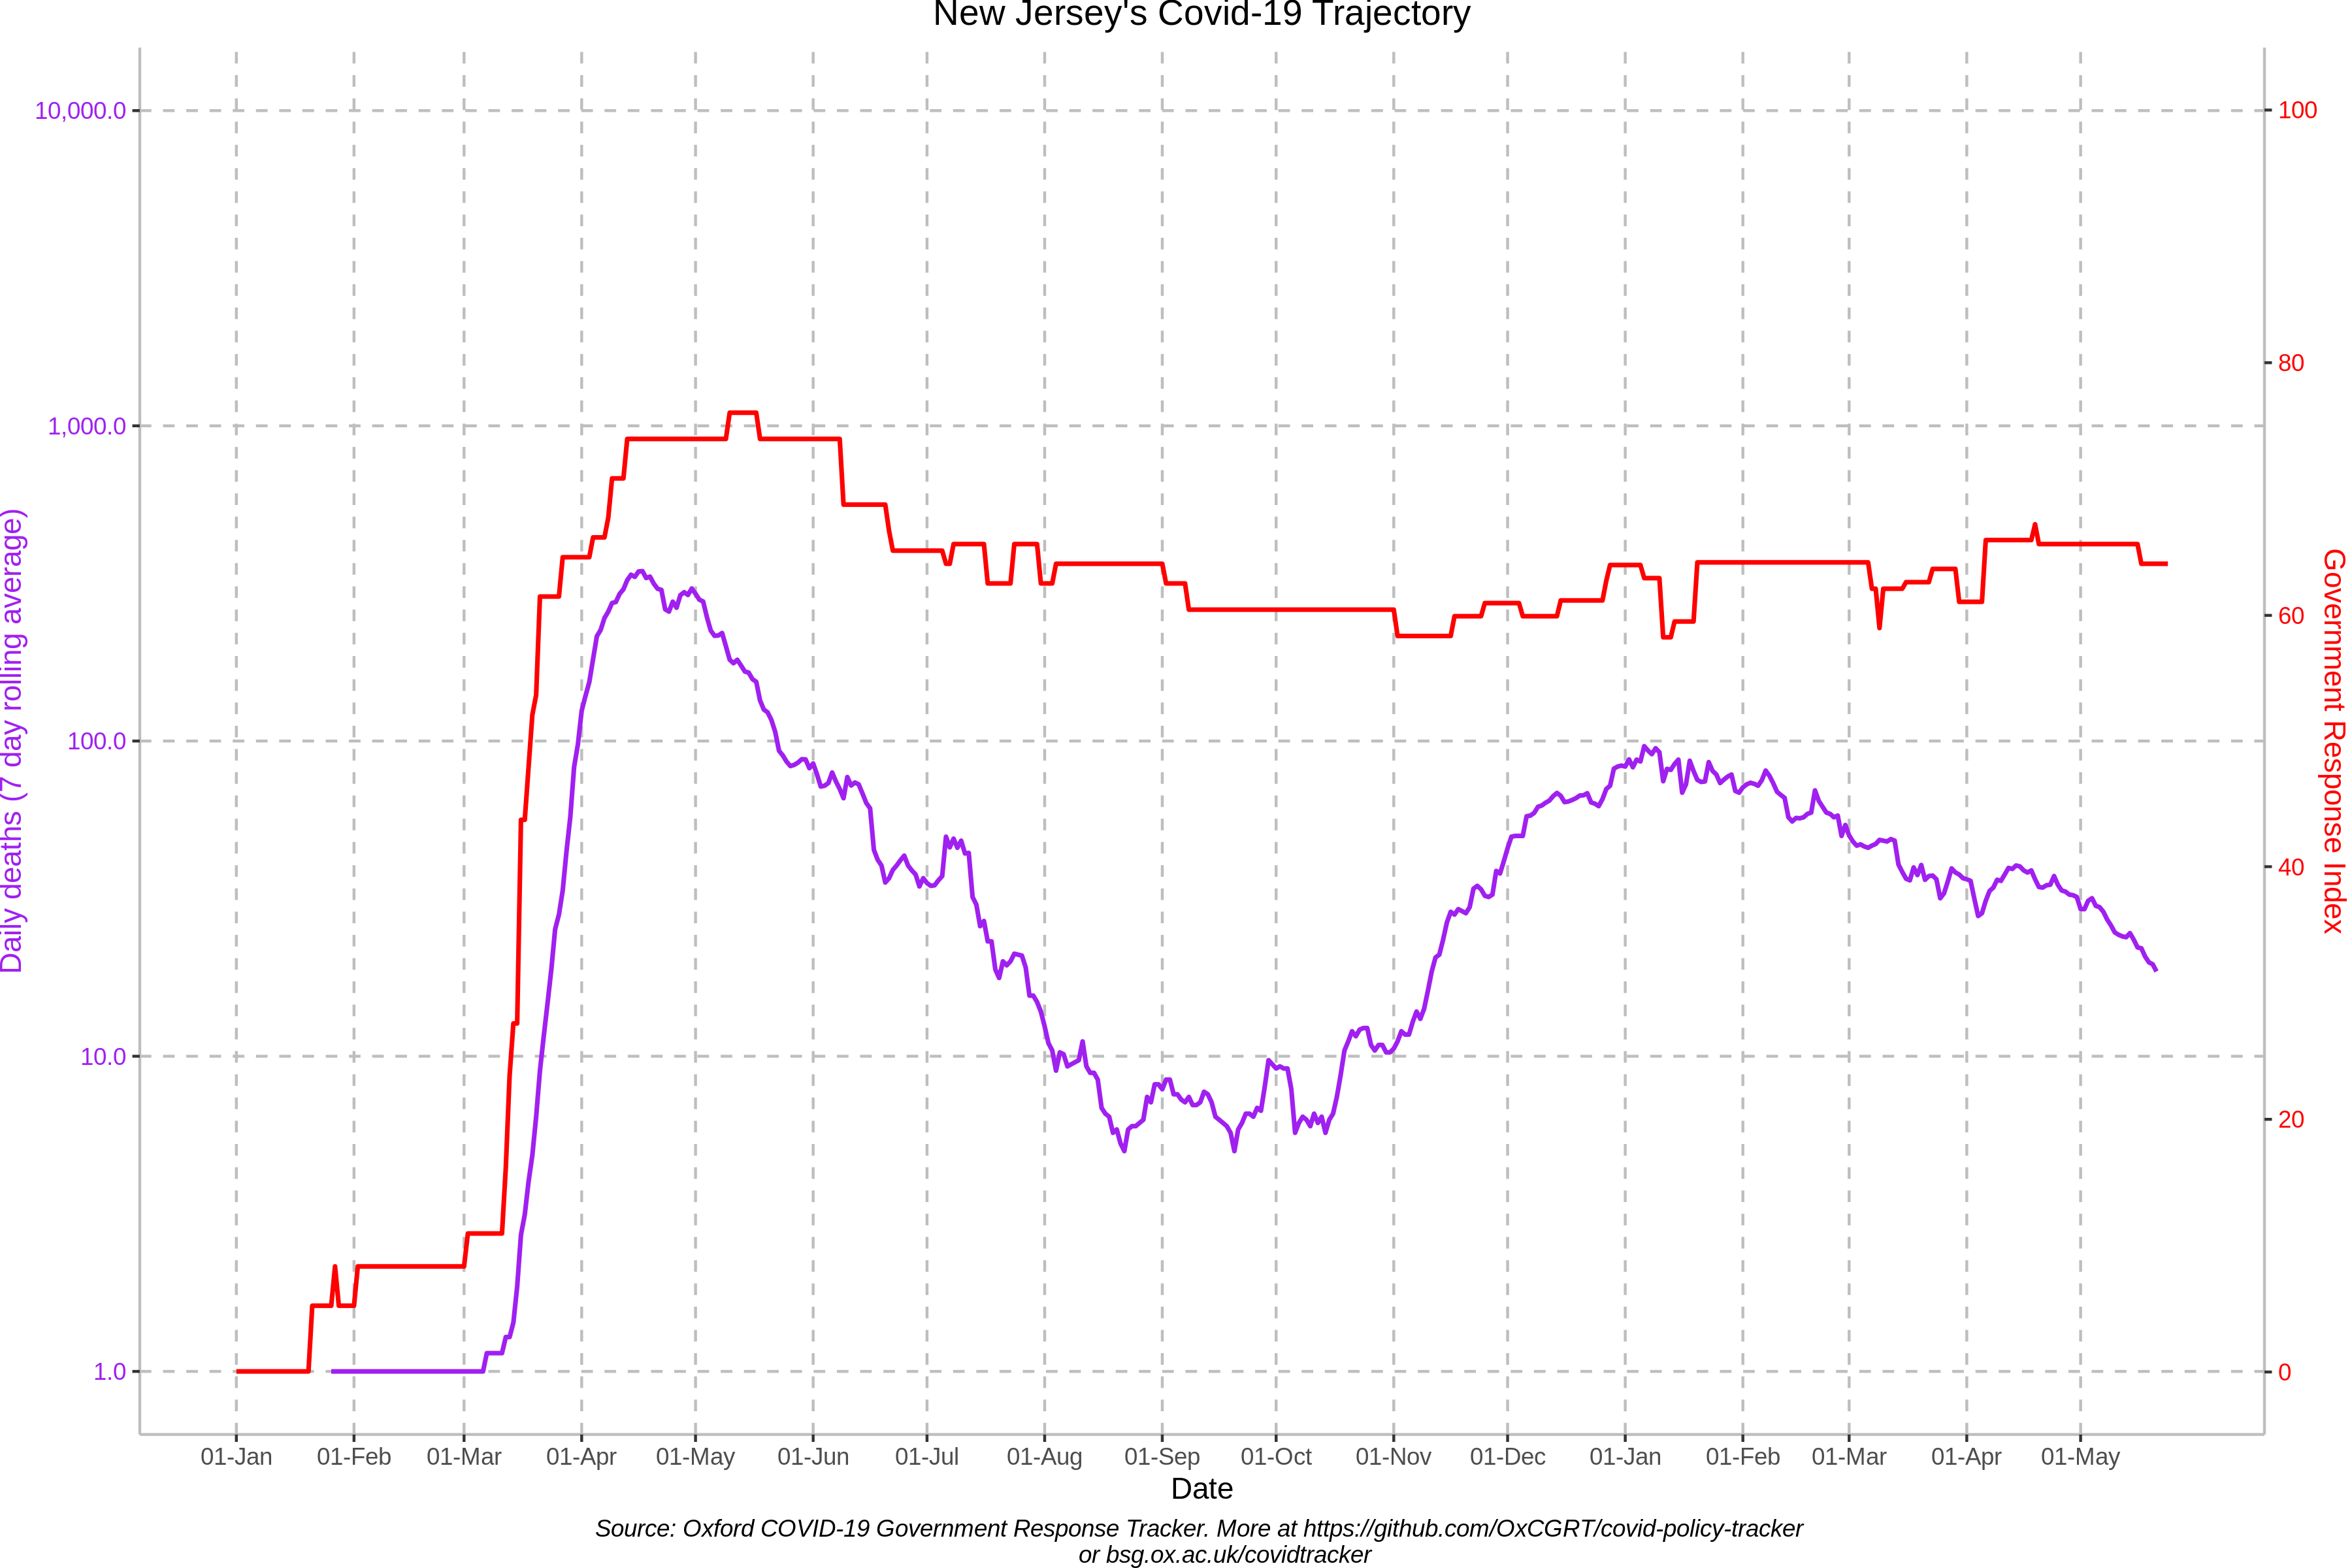 New Jersey's Covid-19 Trajectory
10,000.0
1,000.0
100.0
10.0
1.0
Daily deaths (7 day rolling average)
100
80
60
40
20
0
Government Response Index
01-Jan 01-Feb 01-Mar 01-Apr 01-May 01-Jun 01-Jul 01-Aug 01-Sep 01-Oct 01-Nov 01-Dec 01-Jan 01-Feb 01-Mar 01-Apr 01-May
Date
Source: Oxford COVID-19 Government Response Tracker. More at https://github.com/OxCGRT/covid-policy-tracker
or bsg.ox.ac.uk/covidtracker